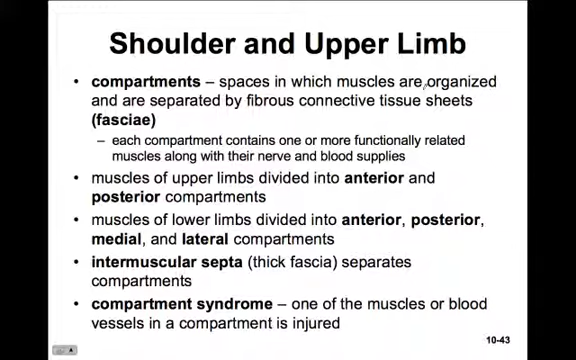 Shoulder and Upper Limb
• compartments – spaces in which muscles are organized
and are separated by fibrous connective tissue sheets
(fasciae)
– each compartment contains one or more functionally related
muscles along with their nerve and blood supplies
• muscles of upper limbs divided into anterior and
posterior compartments
• muscles of lower limbs divided into anterior, posterior,
medial, and lateral compartments
• intermuscular septa (thick fascia) separates
compartments
• compartment syndrome – one of the muscles or blood
vessels in a compartment is injured
10-43